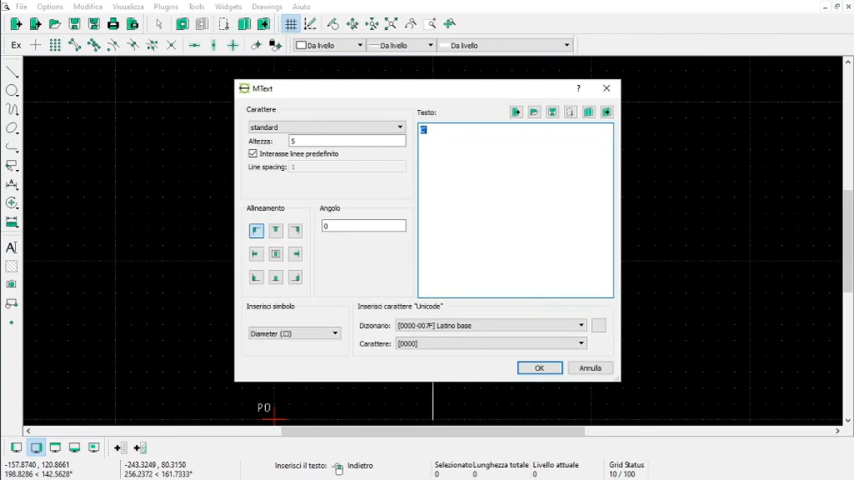 File Options Modifica Visualizza Plugins Tools Widgets Drawings Aiuto
Ex Da livello Da livello Da livello
MText ?
Carattere
standard
Altezza: 5
Interasse linee predefinito
Line spacing: 1
Testo:
Allineamento
Angolo
0
Inserisci simbolo
Diameter (□)
Inserisci carattere "Unicode"
Dizionario: [0000-007F] Latino base
Carattere: [0000]
OK Annulla
P0
-157.8740 , 120.8661
198.8286 < 142.5628°
-243.3249 , 80.3150
256.2372 < 161.7333°
Inserisci il testo: Indietro
Selezionato Lunghezza totale Livello attuale Grid Status
0 0 0 10 / 100